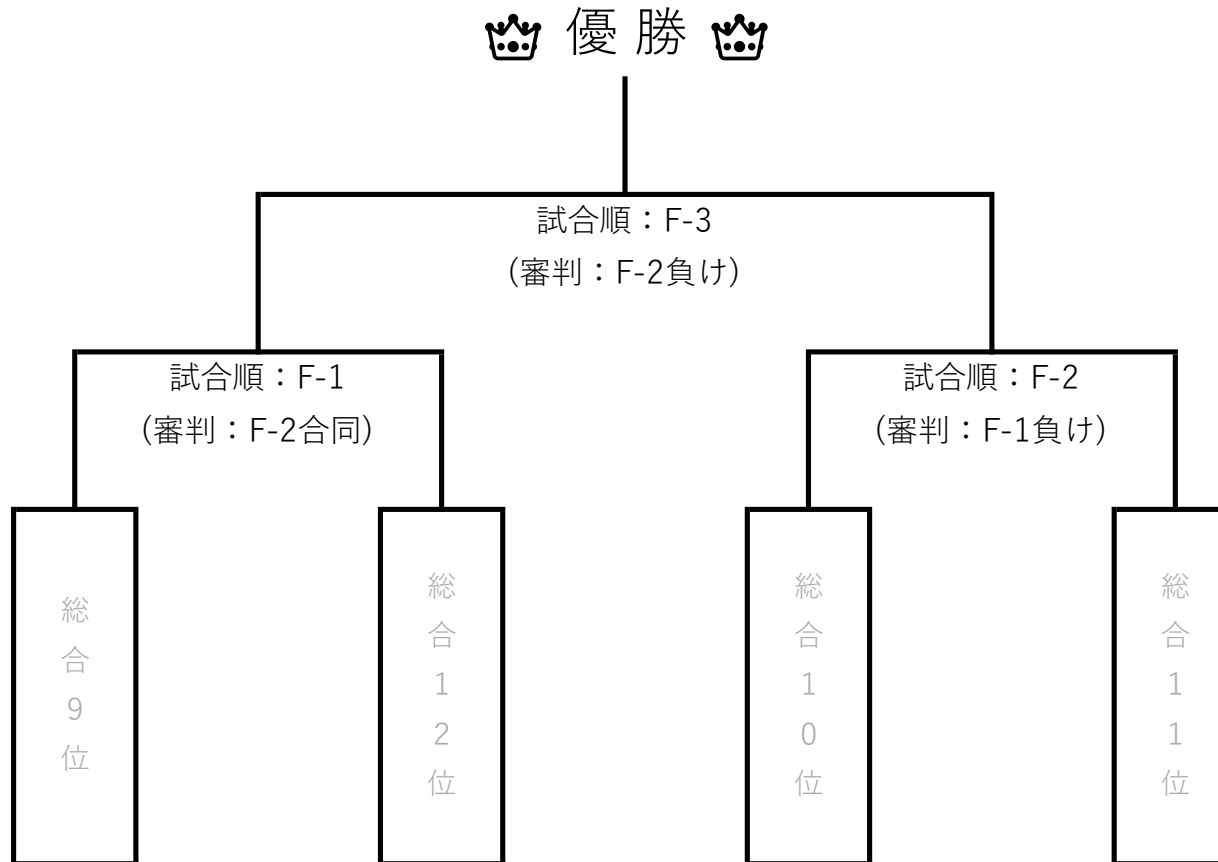 優勝
試合順：F-3
(審判：F-2負け)
試合順：F-1
(審判：F-2合同)
試合順：F-2
(審判：F-1負け)
総合9位
総合12位
総合10位
総合11位